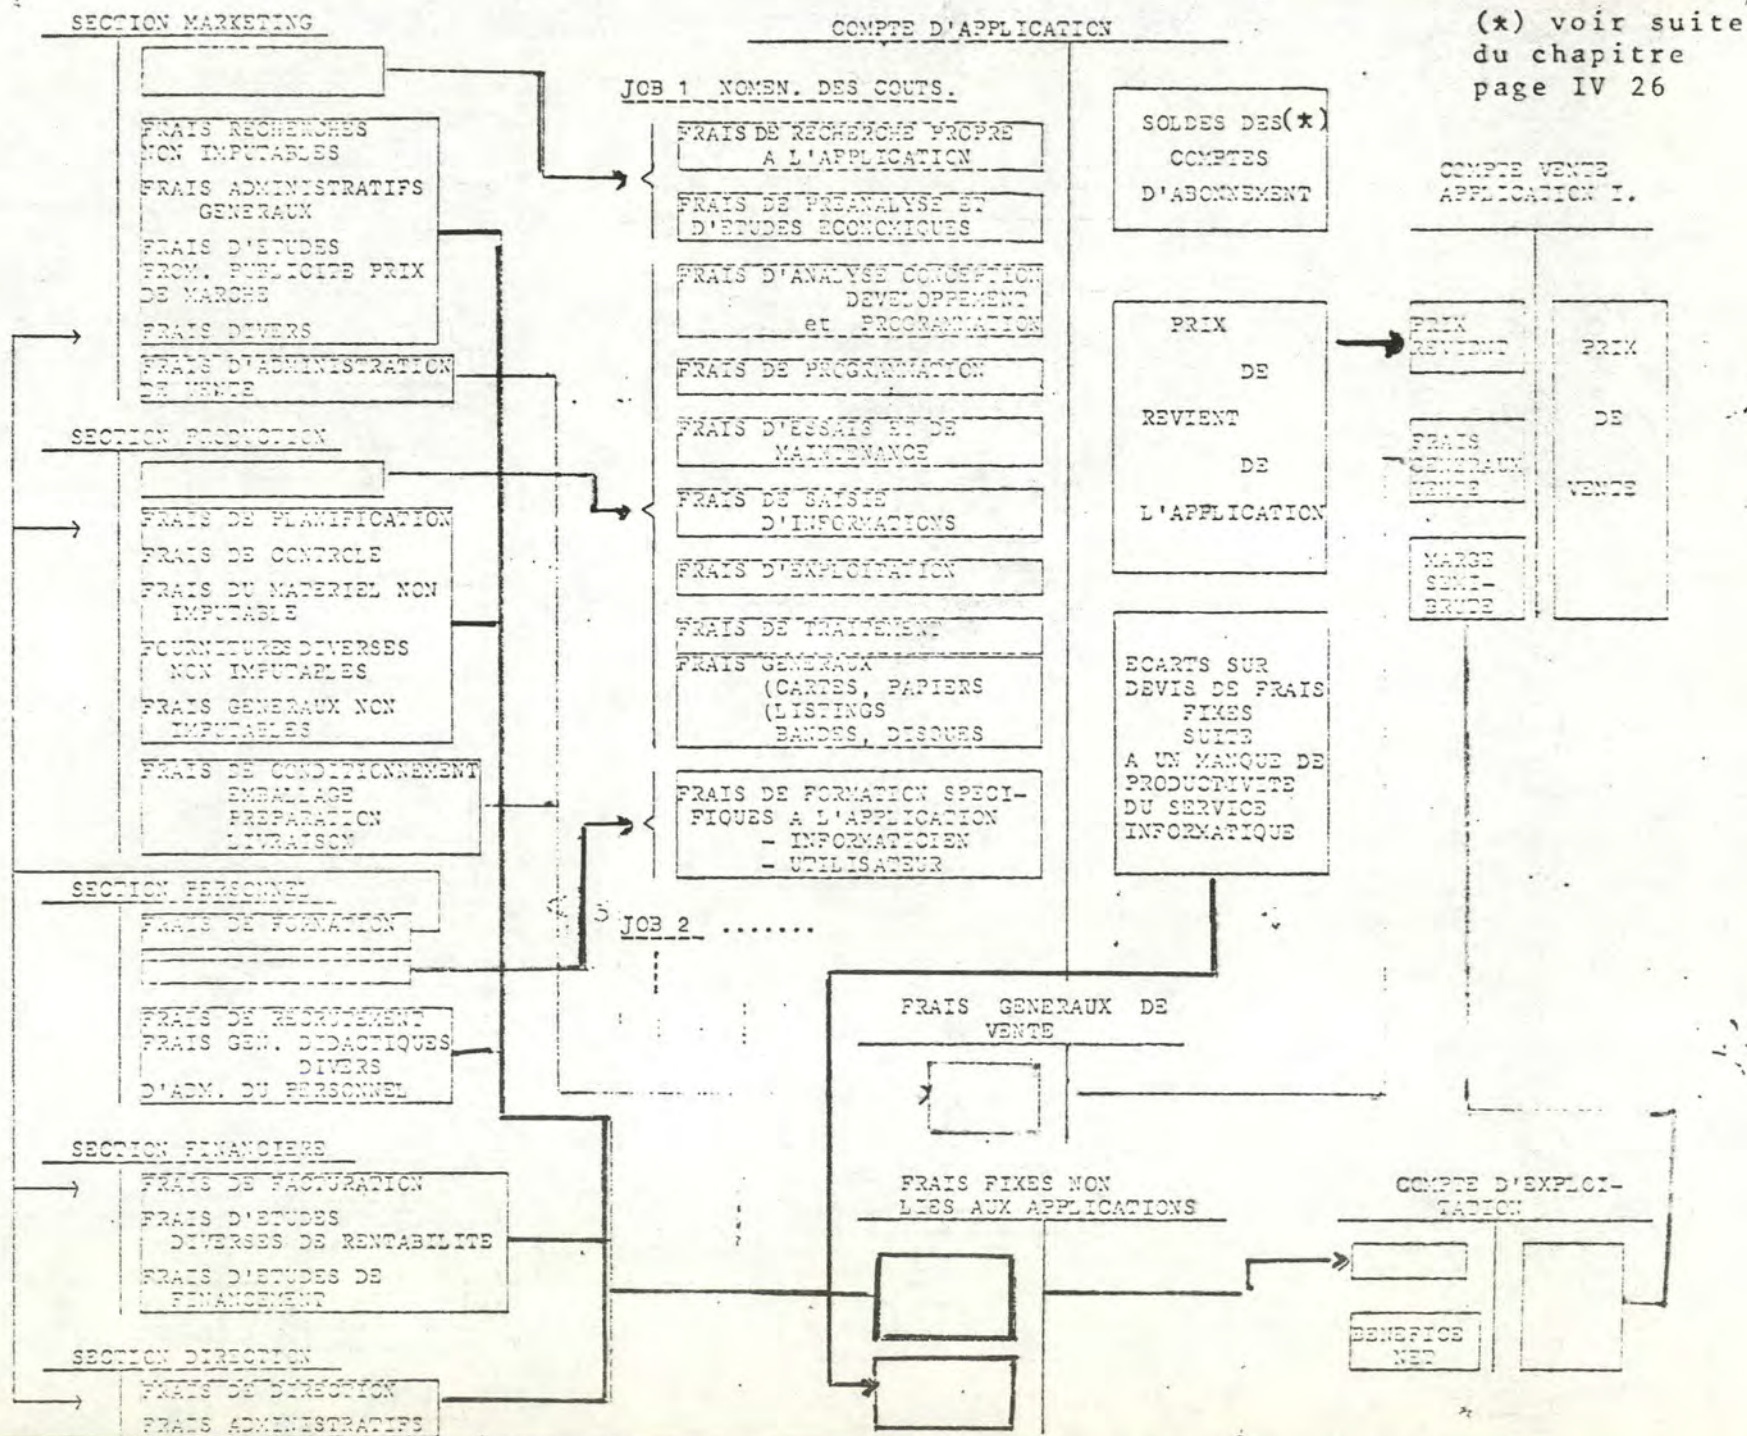 SECTION MARKETING
FRAIS RECHERCHES
NON IMPUTABLES
FRAIS ADMINISTRATIFS
GENERAUX
FRAIS D'ETUDES
PROM. PUBLICITE PRIX
DE MARCHE
FRAIS DIVERS
FRAIS D'ADMINISTRATION
DE VENTE
SECTION PRODUCTION
FRAIS DE PLANIFICATION
FRAIS DE CONTROLE
FRAIS DU MATERIEL NON
IMPUTABLE
FOURNITURES DIVERSES
NON IMPUTABLES
FRAIS GENERAUX NON
IMPUTABLES
FRAIS DE CONDITIONNEMENT
EMBALLAGE
PREPARATION
LIVRAISON
SECTION PERSONNEL
FRAIS DE FORMATION
FRAIS DE RECRUTEMENT
FRAIS GEN. DIDACTIQUES
DIVERS
D'ADM. DU PERSONNEL
SECTION FINANCIERE
FRAIS DE FACTURATION
FRAIS D'ETUDES
DIVERSES DE RENTABILITE
FRAIS D'ETUDES DE
FINANCEMENT
SECTION DIRECTION
FRAIS DE DIRECTION
FRAIS ADMINISTRATIFS
COMPTE D'APPLICATION
JOB 1 NOMEN. DES COUTS.
FRAIS DE RECHERCHE PROPRE
A L'APPLICATION
FRAIS DE PREANALYSE ET
D'ETUDES ECONOMIQUES
FRAIS D'ANALYSE CONCEPTION
DEVELOPPEMENT
et PROGRAMMATION
FRAIS DE PROGRAMMATION
FRAIS D'ESSAIS ET DE
MAINTENANCE
FRAIS DE SAISIE
D'INFORMATIONS
FRAIS D'EXPLOITATION
FRAIS DE TRAITEMENT
FRAIS GENERAUX
(CARTES, PAPIERS
(LISTINGS
BANDES, DISQUES
FRAIS DE FORMATION SPECI-
FIQUES A L'APPLICATION
- INFORMATICIEN
- UTILISATEUR
JOB 2 .......
SOLDES DES(*)
COMPTES
D'ABONNEMENT
PRIX
DE
REVIENT
DE
L'APPLICATION
ECARTS SUR
DEVIS DE FRAIS
FIXES
SUITE
A UN MANQUE DE
PRODUCTIVITE
DU SERVICE
INFORMATIQUE
FRAIS GENERAUX DE
VENTE
FRAIS FIXES NON
LIES AUX APPLICATIONS
(*) voir suite
du chapitre
page IV 26
COMPTE VENTE
APPLICATION I.
PRIX
REVIENT
FRAIS
GENERAUX
VENTE
MARGE
SEMI-
BRUTE
PRIX
DE
VENTE
COMPTE D'EXPLOI-
TATION
BENEFICE
NET